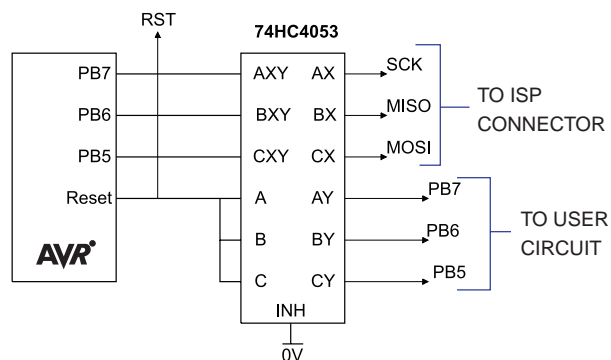 RST
74HC4053
PB7 AXY AX SCK
PB6 BXY BX MISO
PB5 CXY CX MOSI
TO ISP
CONNECTOR
Reset A AY PB7
B BY PB6
C CY PB5
TO USER
CIRCUIT
AVR®
INH
0V